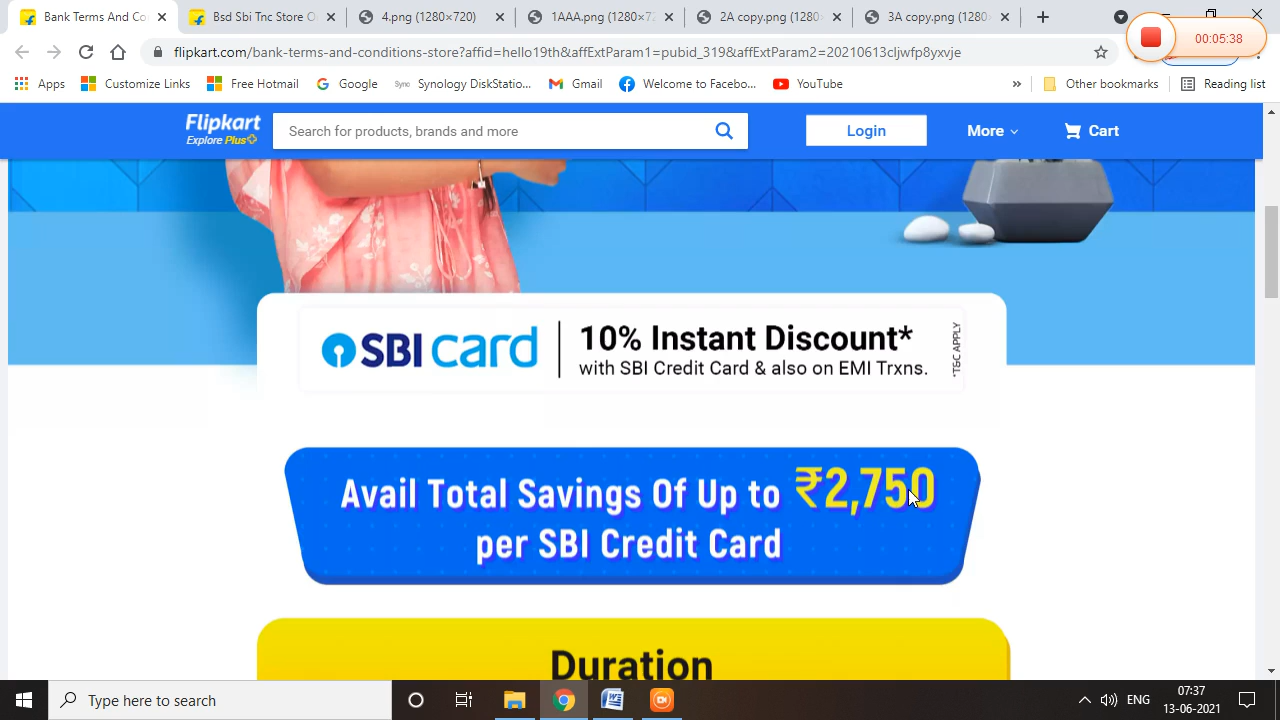 Bank Terms And Co
Bsd Sbi Tnc Store O
4.png (1280×720)
1AAA.png (1357×7
2A copy.png (1280
copy.png (1280
00:05:38
flipkart.com/bank-terms-and-conditions-store?affid=hello19th&affExtParam1=pubid_319&affExtParam2=20210613cljwfp8yxvje
Apps
Customize Links
Free Hotmail
Google
Sync Synology DiskStation...
Gmail
Welcome to Facebo...
YouTube
»
Other bookmarks
Reading list
Flipkart
Explore Plus
Search for products, brands and more
Login
More
Cart
SBI card
10% Instant Discount*
with SBI Credit Card & also on EMI Trxns.
*T&C APPLY
Avail Total Savings Of Up to ₹2,750
per SBI Credit Card
Duration
Type here to search
ENG
07:37
13-06-2021